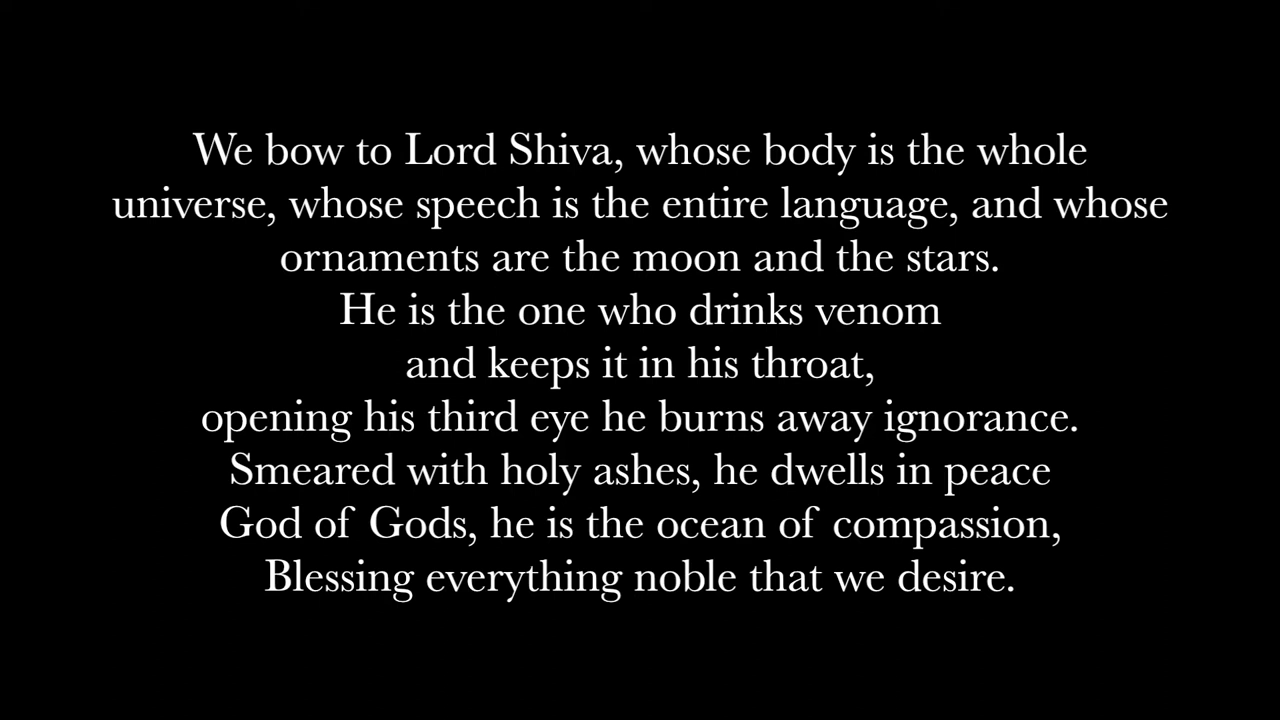 We bow to Lord Shiva, whose body is the whole
universe, whose speech is the entire language, and whose
ornaments are the moon and the stars.
He is the one who drinks venom
and keeps it in his throat,
opening his third eye he burns away ignorance.
Smeared with holy ashes, he dwells in peace
God of Gods, he is the ocean of compassion,
Blessing everything noble that we desire.